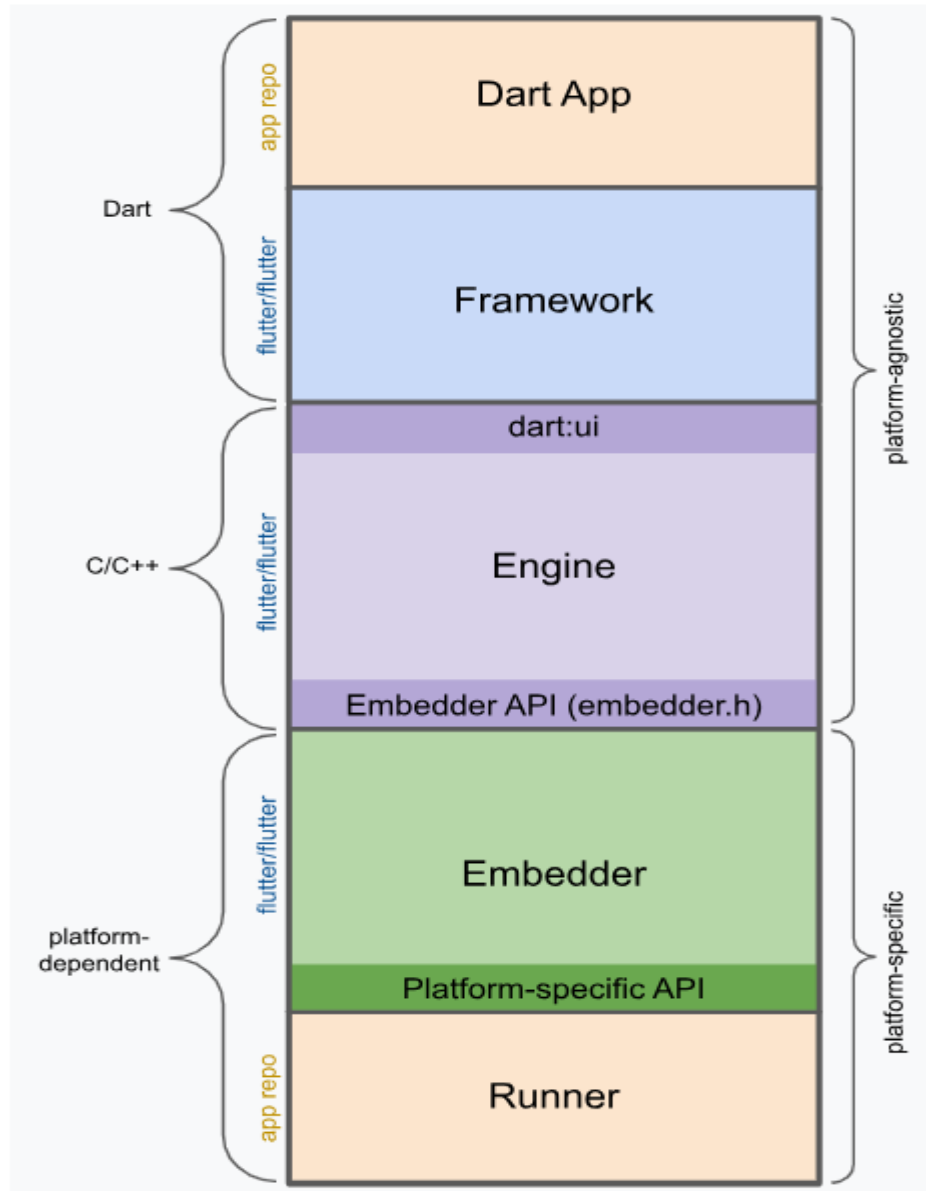 Dart App
app repo
Dart
Framework
flutter/flutter
platform-agnostic
dart:ui
C/C++
Engine
flutter/flutter
Embedder API (embedder.h)
Embedder
flutter/flutter
platform-
dependent
platform-specific
Platform-specific API
Runner
app repo